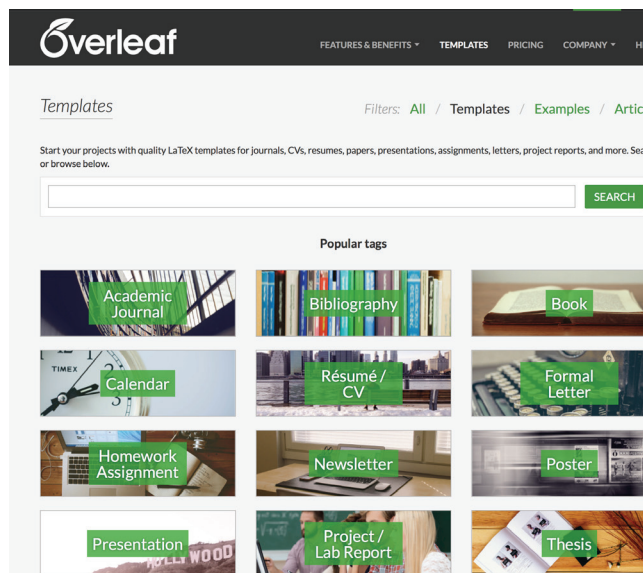 Overleaf
FEATURES & BENEFITS TEMPLATES PRICING COMPANY H
Templates
Filters: All / Templates / Examples / Artic
Start your projects with quality LaTeX templates for journals, CVs, resumes, papers, presentations, assignments, letters, project reports, and more. Sea
or browse below.
SEARCH
Popular tags
Academic
Journal
Bibliography
Book
TIMEX
Calendar
Résumé /
CV
Formal
Letter
Homework
Assignment
Newsletter
Poster
Presentation
HOLLYWOOD
Project /
Lab Report
Thesis